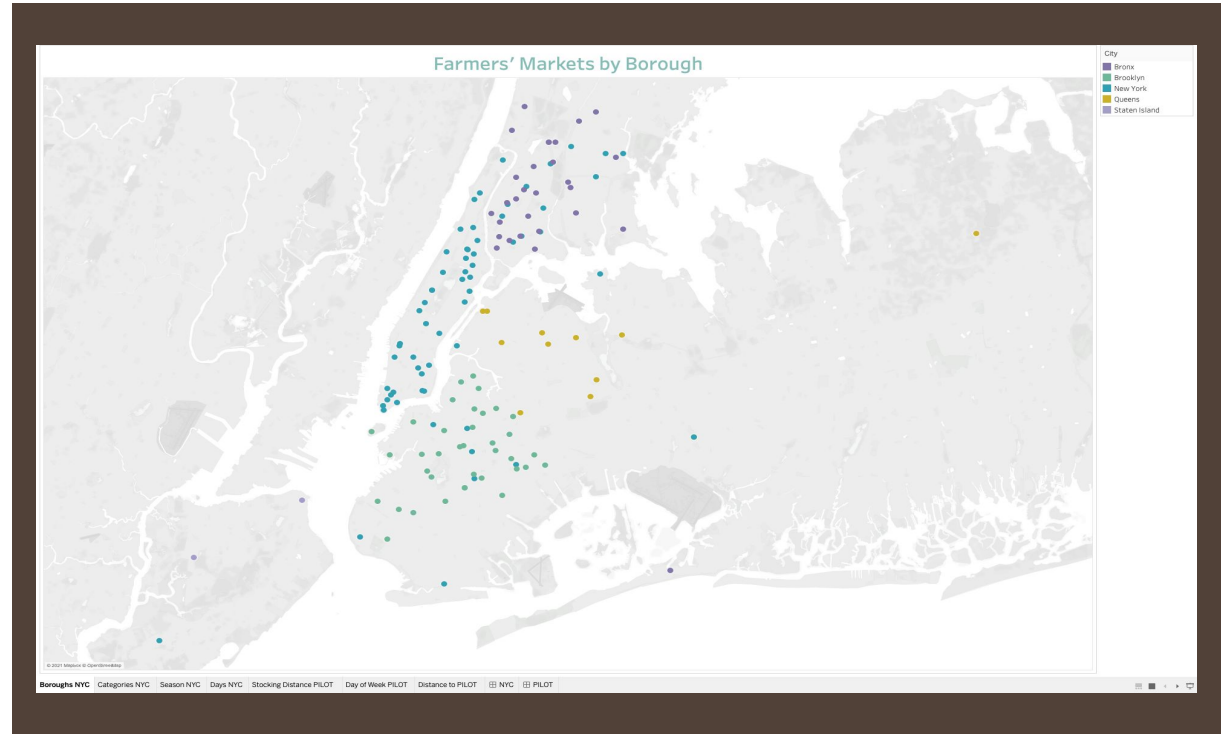 Farmers' Markets by Borough
City
Bronx
Brooklyn
New York
Queens
Staten Island
© 2021 Mapbox © OpenStreetMap
Boroughs NYC Categories NYC Season NYC Days NYC Stocking Distance PILOT Day of Week PILOT Distance to PILOT NYC PILOT